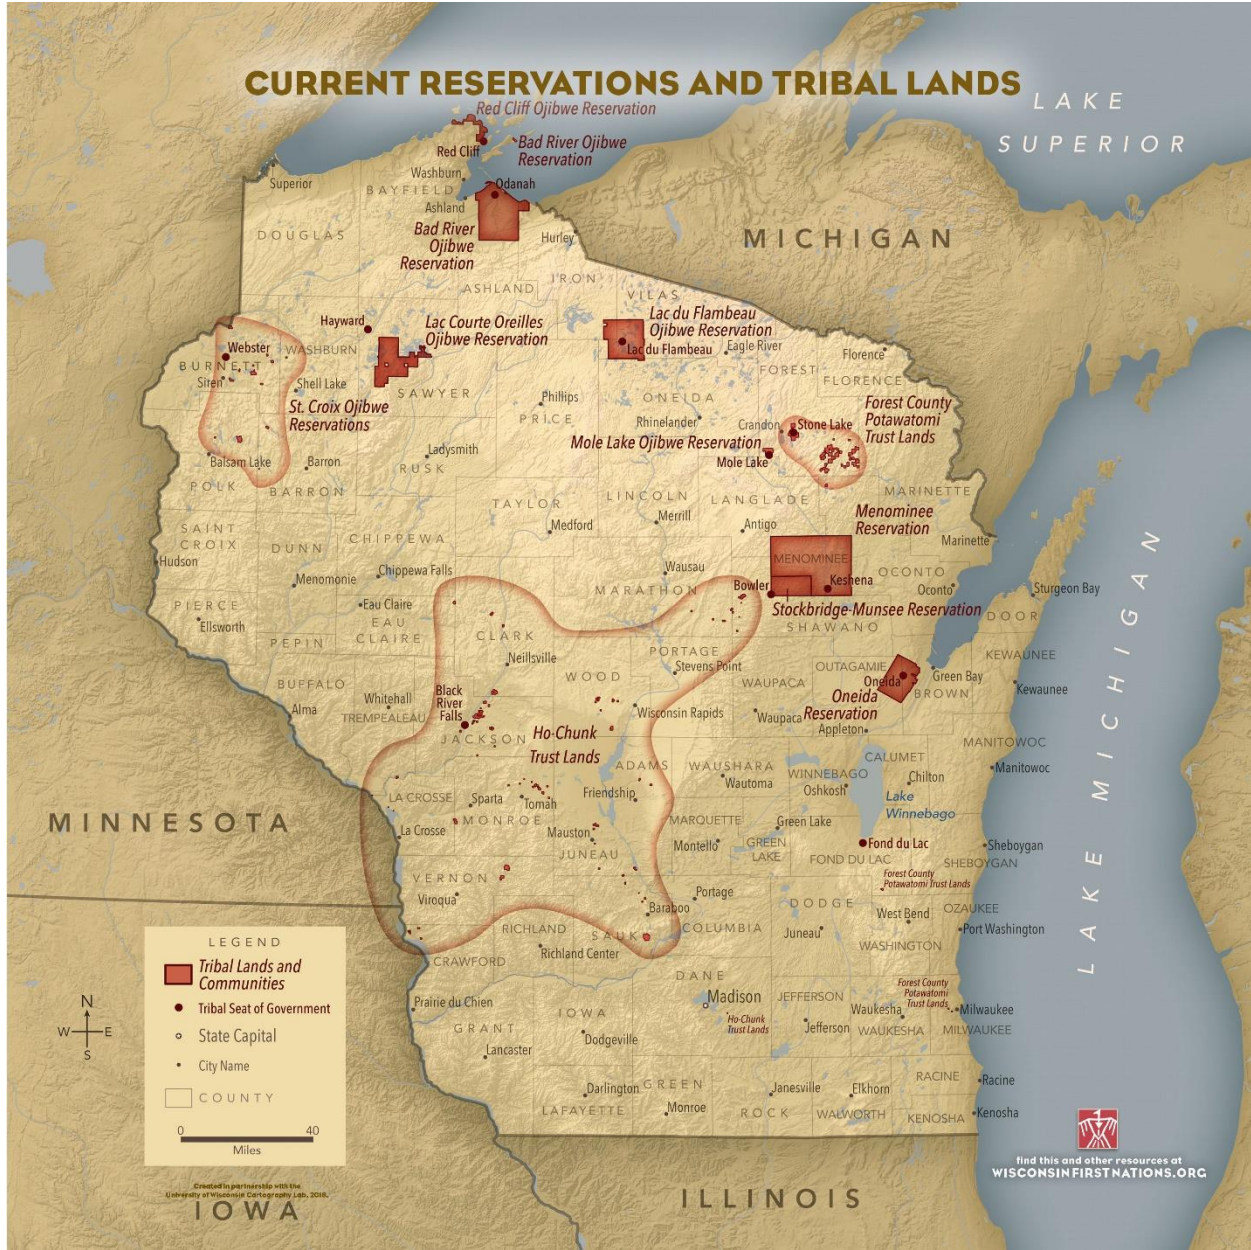 CURRENT RESERVATIONS AND TRIBAL LANDS
LAKE
SUPERIOR
Red Cliff Ojibwe Reservation
Red Cliff
Bad River Ojibwe
Reservation
Washburn
Superior
BAYFIELD
Odanah
Ashland
DOUGLAS
Bad River
Ojibwe
Reservation
Hurley
MICHIGAN
IRON
ASHLAND
VILAS
Hayward
Lac Courte Oreilles
Ojibwe Reservation
Lac du Flambeau
Ojibwe Reservation
Webster
WASHBURN
Lac du Flambeau
Eagle River
Florence
BURNETT
Siren
Shell Lake
SAWYER
FOREST
FLORENCE
St. Croix Ojibwe
Reservations
Phillips
PRICE
ONEIDA
Rhinelander
Crandon
Stone Lake
Forest County
Potawatomi
Trust Lands
Mole Lake Ojibwe Reservation
Mole Lake
Balsam Lake
Barron
Ladysmith
RUSK
POLK
BARRON
TAYLOR
LINCOLN
LANGLADE
MARINETTE
Merrill
Medford
Antigo
Menominee
Reservation
Marinette
SAINT
CROIX
DUNN
CHIPPEWA
Hudson
Menomonie
Chippewa Falls
Wausau
MENOMINEE
OCONTO
MARATHON
Bowler
Keshena
Oconto
Sturgeon Bay
PIERCE
Ellsworth
Eau Claire
EAU
CLAIRE
Stockbridge-Munsee Reservation
SHAWANO
DOOR
PEPIN
CLARK
Neillsville
PORTAGE
Stevens Point
KEWAUNEE
BUFFALO
WOOD
WAUPACA
OUTAGAMIE
Oneida
Green Bay
BROWN
Kewaunee
Alma
Whitehall
TREMPEALEAU
Black
River
Falls
JACKSON
Wisconsin Rapids
Waupaca
Oneida
Reservation
Appleton
Ho-Chunk
Trust Lands
MANITOWOC
ADAMS
WAUSHARA
Wautoma
WINNEBAGO
Oshkosh
CALUMET
Chilton
Manitowoc
LA CROSSE
Sparta
Tomah
Friendship
Lake
Winnebago
MINNESOTA
La Crosse
MONROE
Mauston
JUNEAU
MARQUETTE
Montello
Green Lake
GREEN
LAKE
Fond du Lac
FOND DU LAC
Sheboygan
SHEBOYGAN
VERNON
Viroqua
Forest County
Potawatomi Trust Lands
Portage
Baraboo
DODGE
West Bend
OZAUKEE
RICHLAND
SAUK
COLUMBIA
Juneau
Port Washington
WASHINGTON
Richland Center
CRAWFORD
DANE
LAKE MICHIGAN
Prairie du Chien
Madison
JEFFERSON
Forest County
Potawatomi
Trust Lands
Waukesha
Milwaukee
GRANT
IOWA
Ho-Chunk
Trust Lands
Jefferson
WAUKESHA
MILWAUKEE
Dodgeville
Lancaster
RACINE
Racine
Darlington
GREEN
Janesville
Elkhorn
LAFAYETTE
Monroe
ROCK
WALWORTH
KENOSHA
Kenosha
LEGEND
Tribal Lands and
Communities
Tribal Seat of Government
State Capital
City Name
COUNTY
0 40
Miles
N
W E
S
Created in partnership with the
University of Wisconsin Cartography Lab, 2018.
IOWA
ILLINOIS
find this and other resources at
WISCONSINFIRSTNATIONS.ORG